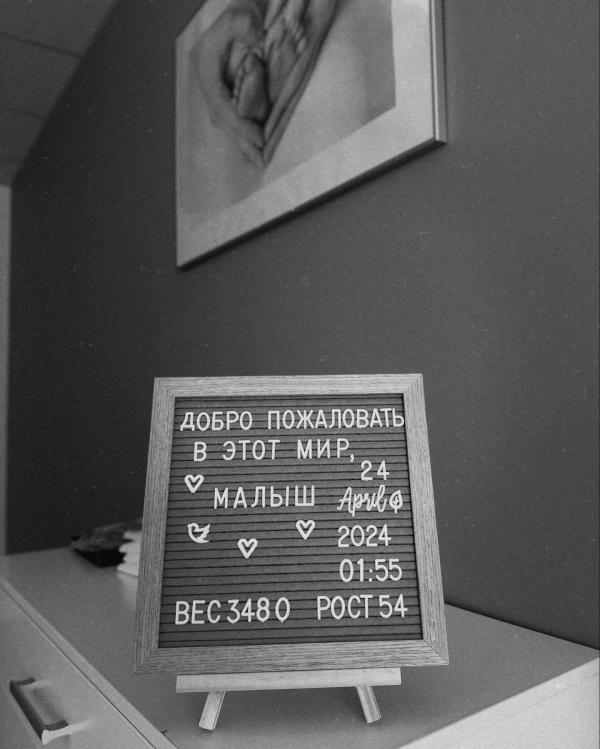 ДОБРО ПОЖАЛОВАТЬ
В ЭТОТ МИР,
МАЛЫШ
24
April
2024
01:55
ВЕС 3480 РОСТ 54